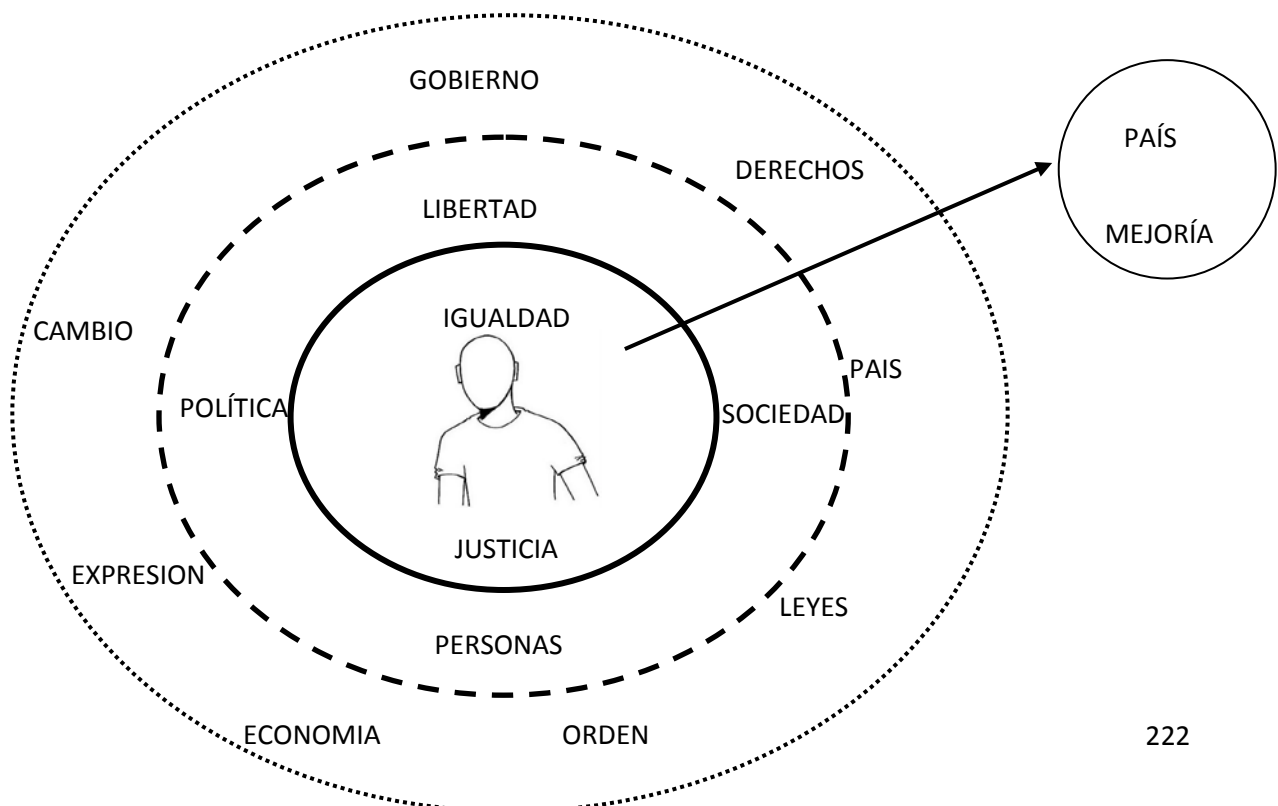 GOBIERNO
PAÍS
DERECHOS
LIBERTAD
MEJORÍA
IGUALDAD
CAMBIO
PAIS
POLÍTICA
SOCIEDAD
JUSTICIA
EXPRESION
LEYES
PERSONAS
ECONOMIA
ORDEN
222